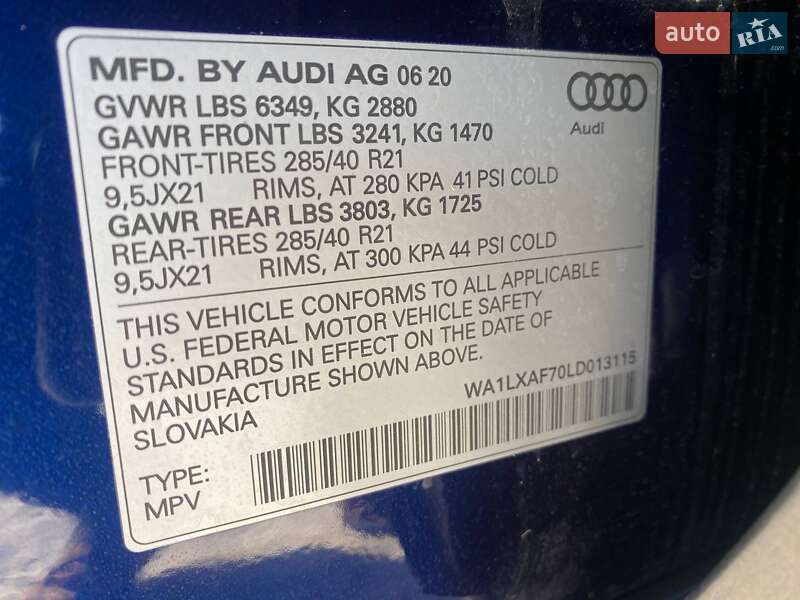 auto RIA
.com
MFD. BY AUDI AG 06 20
GVWR LBS 6349, KG 2880
GAWR FRONT LBS 3241, KG 1470
FRONT-TIRES 285/40 R21
9,5JX21 RIMS, AT 280 KPA 41 PSI COLD
GAWR REAR LBS 3803, KG 1725
REAR-TIRES 285/40 R21
9,5JX21 RIMS, AT 300 KPA 44 PSI COLD
Audi
THIS VEHICLE CONFORMS TO ALL APPLICABLE
U.S. FEDERAL MOTOR VEHICLE SAFETY
STANDARDS IN EFFECT ON THE DATE OF
MANUFACTURE SHOWN ABOVE.
SLOVAKIA
WA1LXAF70LD013115
TYPE:
MPV